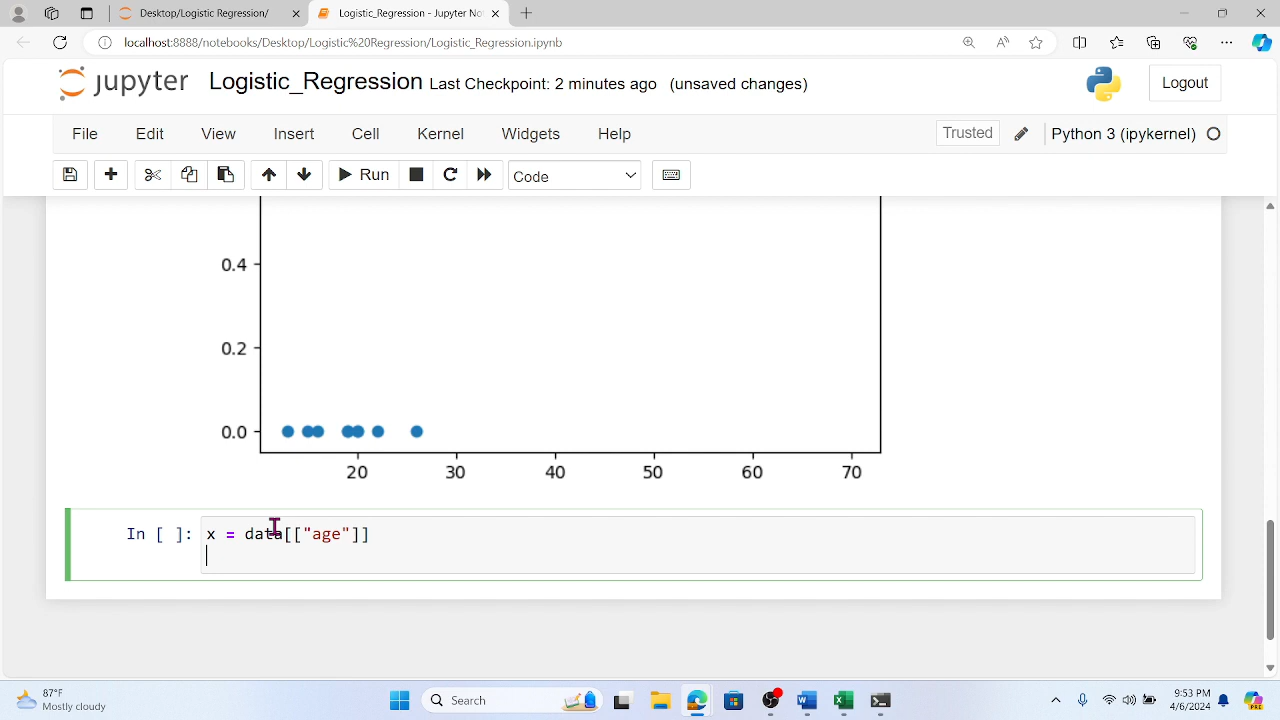 Desktop/Logistic Regression/
Logistic_Regression - Jupyter No
localhost:8888/notebooks/Desktop/Logistic%20Regression/Logistic_Regression.ipynb
jupyter Logistic_Regression Last Checkpoint: 2 minutes ago (unsaved changes)
Logout
File Edit View Insert Cell Kernel Widgets Help
Trusted Python 3 (ipykernel)
Run Code
0.4
0.2
0.0
20 30 40 50 60 70
In [ ]: x = data[["age"]]
87°F
Mostly cloudy
Search
9:53 PM
4/6/2024